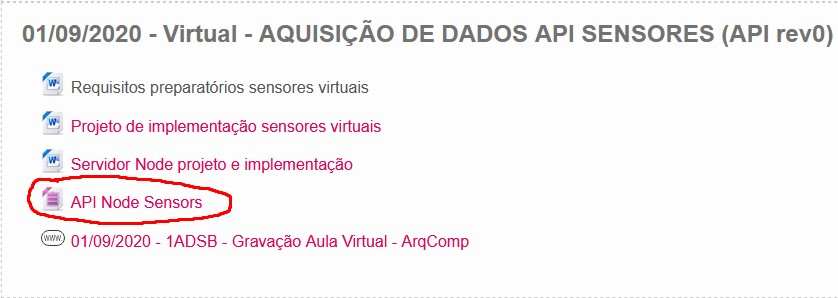 01/09/2020 - Virtual - AQUISIÇÃO DE DADOS API SENSORES (API rev0)
Requisitos preparatórios sensores virtuais
Projeto de implementação sensores virtuais
Servidor Node projeto e implementação
API Node Sensors
www. 01/09/2020 - 1ADSB - Gravação Aula Virtual - ArqComp